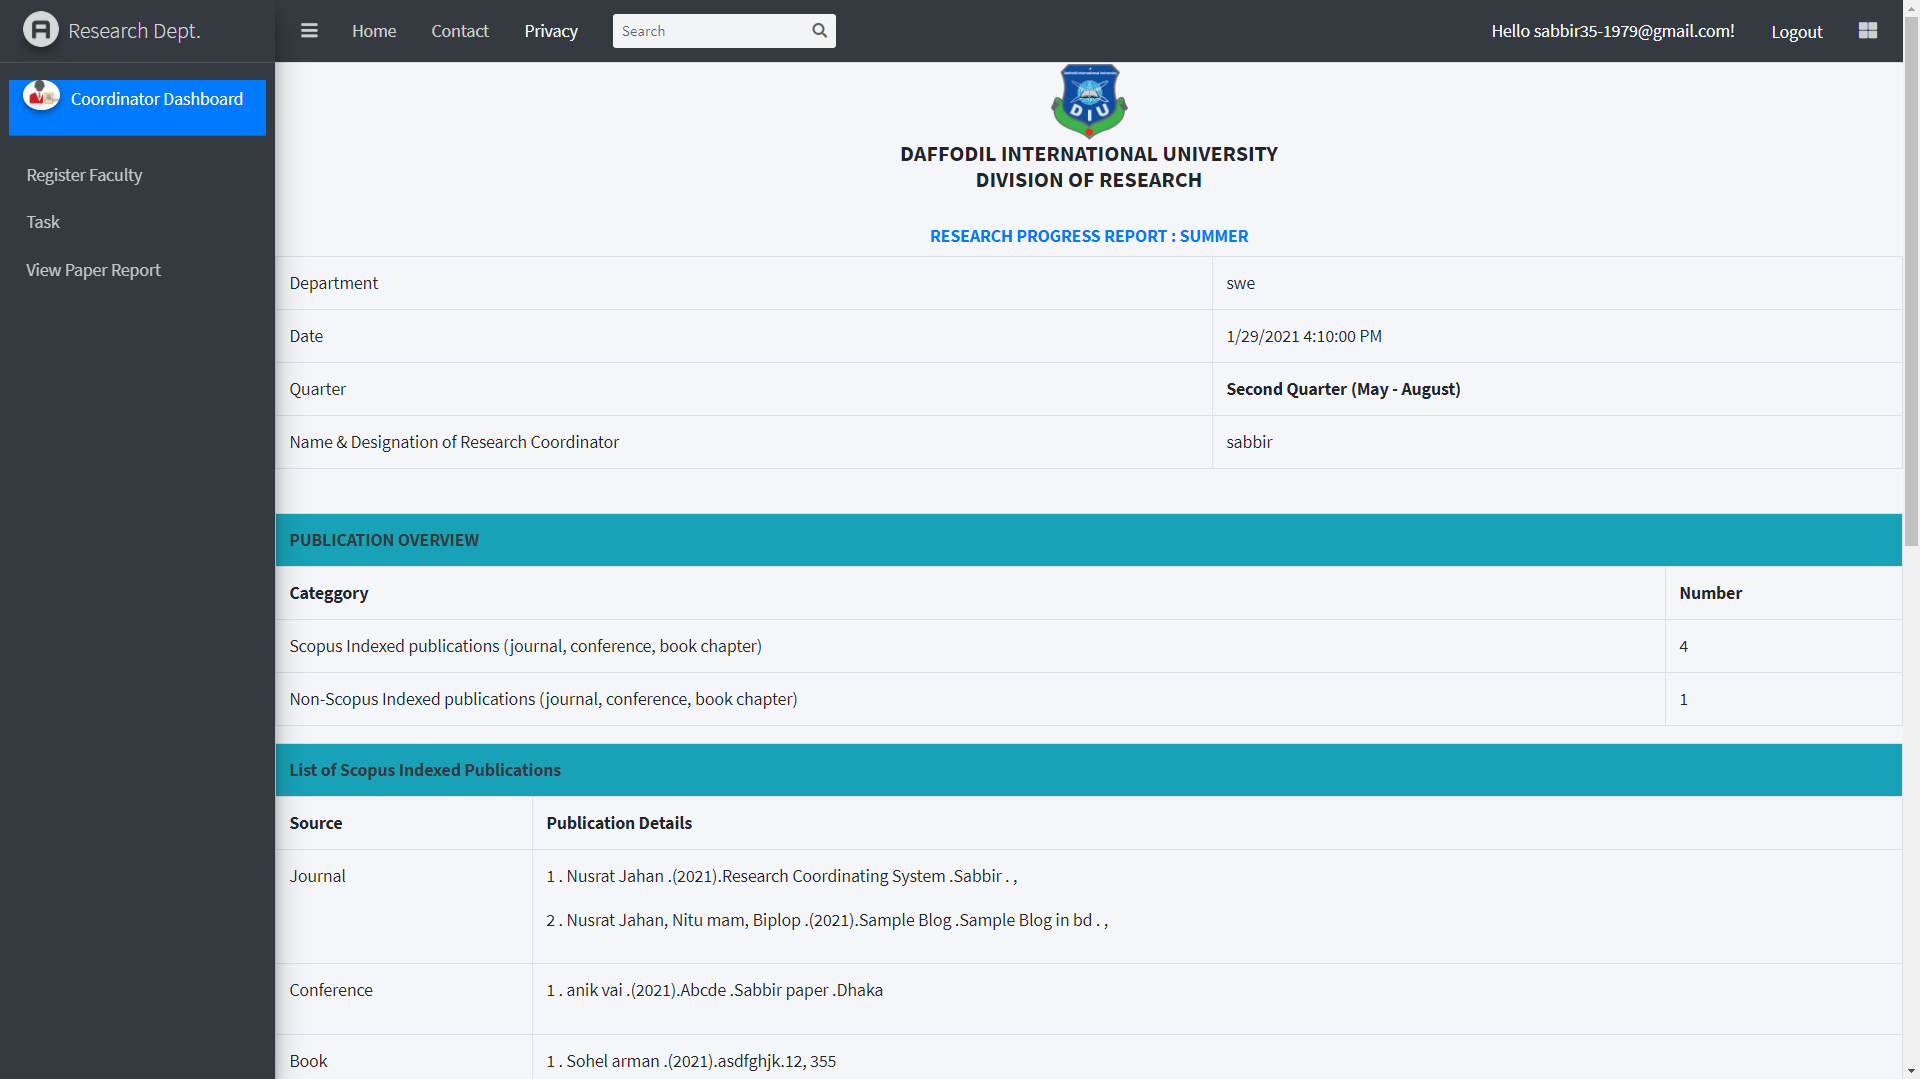 Research Dept.
Home Contact Privacy Search Hello sabbir35-1979@gmail.com! Logout
Coordinator Dashboard
Register Faculty
Task
View Paper Report
Daffodil International University
DIU
DAFFODIL INTERNATIONAL UNIVERSITY
DIVISION OF RESEARCH
RESEARCH PROGRESS REPORT : SUMMER
Department swe
Date 1/29/2021 4:10:00 PM
Quarter Second Quarter (May - August)
Name & Designation of Research Coordinator sabbir
PUBLICATION OVERVIEW
Categgory Number
Scopus Indexed publications (journal, conference, book chapter) 4
Non-Scopus Indexed publications (journal, conference, book chapter) 1
List of Scopus Indexed Publications
Source Publication Details
Journal 1 . Nusrat Jahan .(2021).Research Coordinating System .Sabbir . ,
2 . Nusrat Jahan, Nitu mam, Biplop .(2021).Sample Blog .Sample Blog in bd . ,
Conference 1 . anik vai .(2021).Abcde .Sabbir paper .Dhaka
Book 1 . Sohel arman .(2021).asdfghjk.12, 355